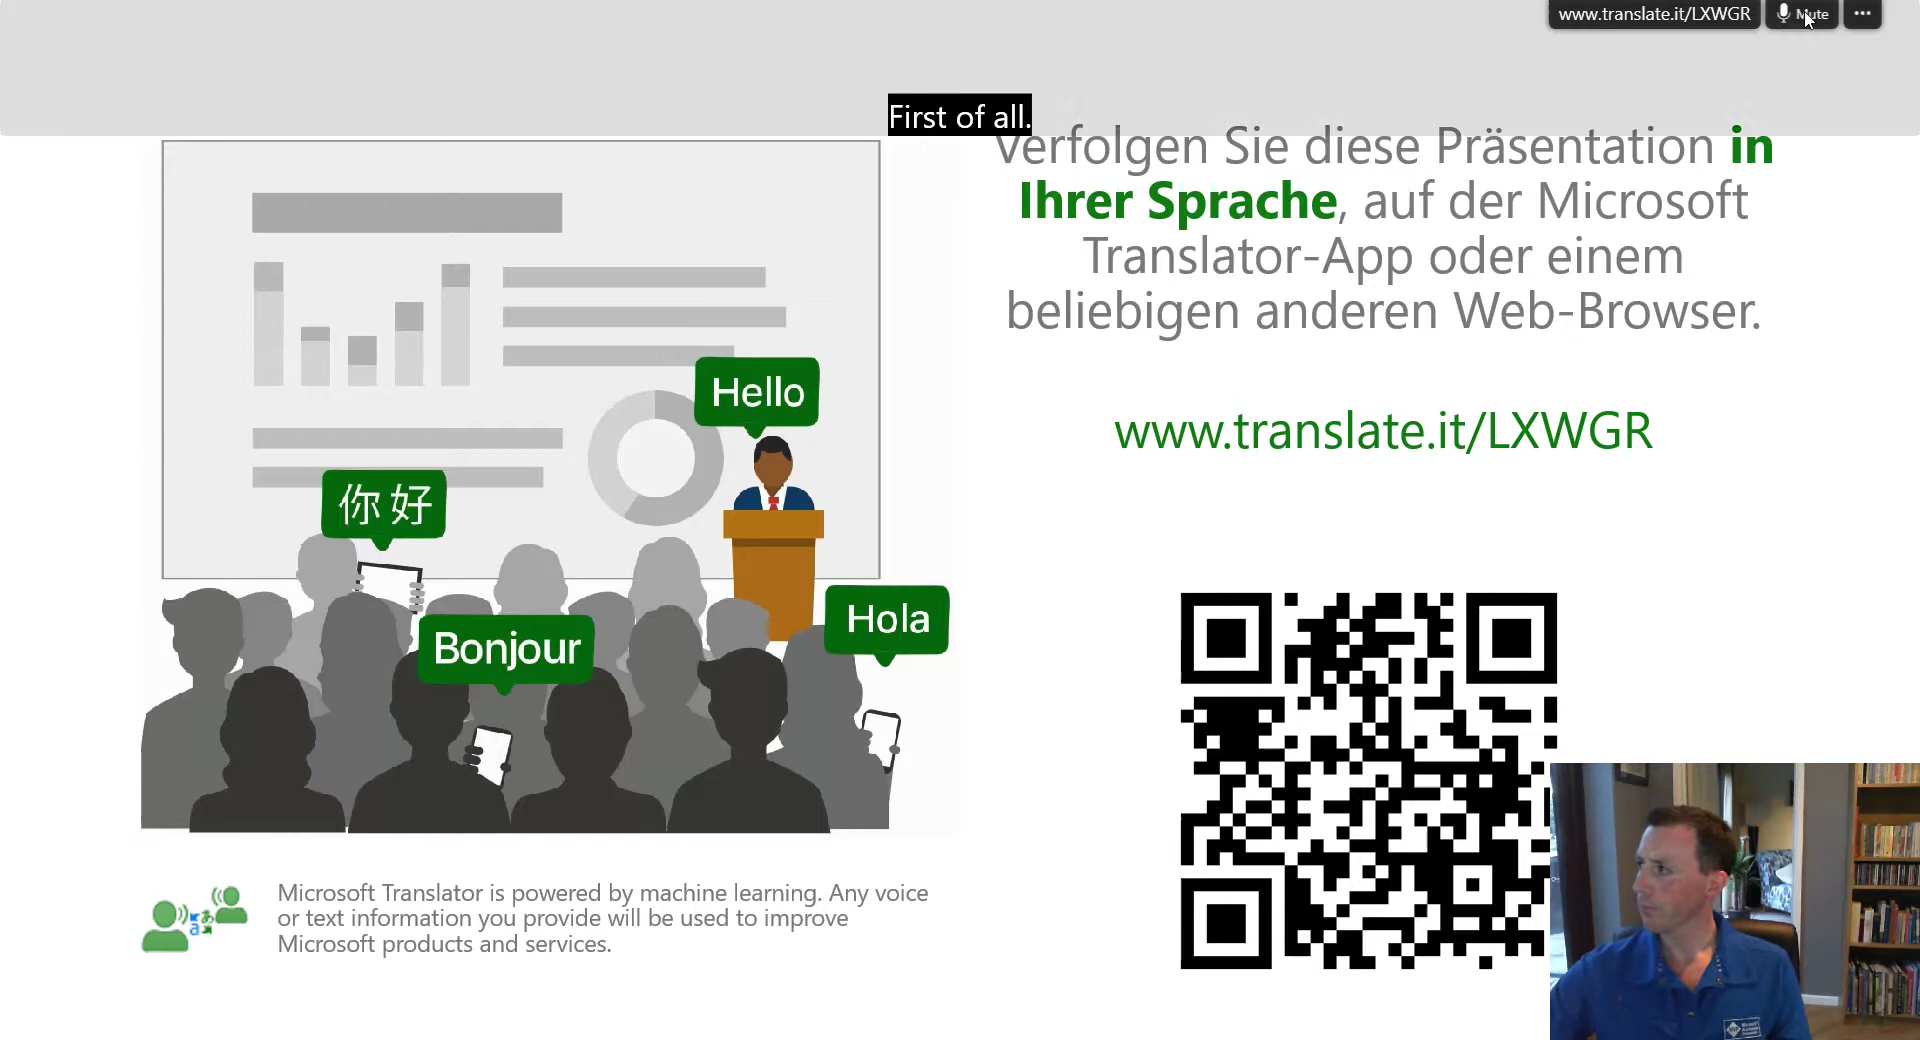 www.translate.it/LXWGR
Mute
First of all.
Verfolgen Sie diese Präsentation in
Ihrer Sprache, auf der Microsoft
Translator-App oder einem
beliebigen anderen Web-Browser.
www.translate.it/LXWGR
Hello
你好
Bonjour
Hola
Microsoft Translator is powered by machine learning. Any voice
or text information you provide will be used to improve
Microsoft products and services.